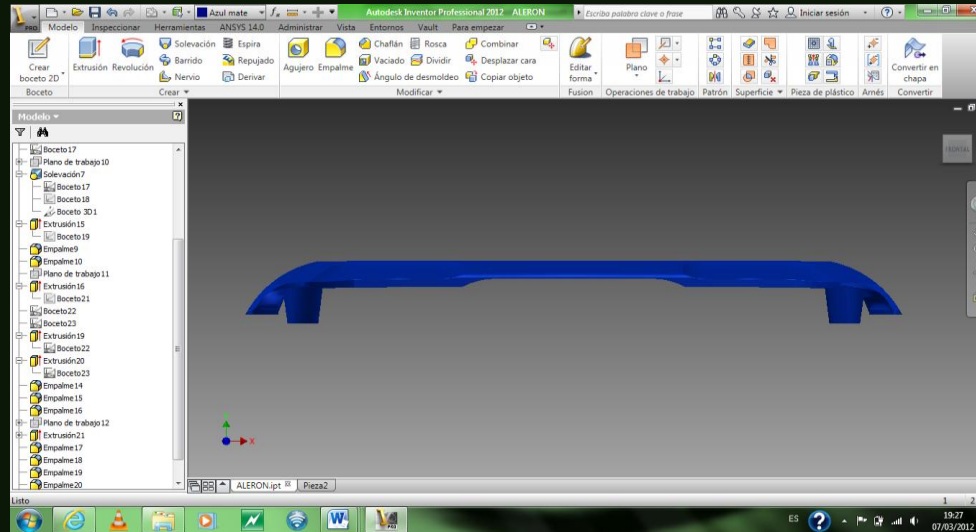 Azul mate
Autodesk Inventor Professional 2012   ALERON
Escriba palabra clave o frase
Iniciar sesión
PRO
Modelo Inspeccionar Herramientas ANSYS 14.0 Administrar Vista Entornos Vault Para empezar
Crear boceto 2D
Extrusión Revolución
Solevación
Barrido
Nervio
Espira
Repujado
Derivar
Agujero Empalme
Chaflán
Vaciado
Ángulo de desmoldeo
Rosca
Dividir
Combinar
Desplazar cara
Copiar objeto
Editar forma
Plano
Convertir en chapa
Boceto Crear Modificar Fusion Operaciones de trabajo Patrón Superficie Pieza de plástico Arnés Convertir
Modelo
Boceto17
Plano de trabajo10
Solevación7
Boceto17
Boceto18
Boceto 3D1
Extrusión15
Boceto19
Empalme9
Empalme10
Plano de trabajo11
Extrusión16
Boceto21
Boceto22
Boceto23
Extrusión19
Boceto22
Extrusión20
Boceto23
Empalme14
Empalme15
Empalme16
Plano de trabajo12
Extrusión21
Empalme17
Empalme18
Empalme19
Empalme20
FRONTAL
X
ALERON.ipt Pieza2
Listo
1 2
ES
19:27
07/03/2012